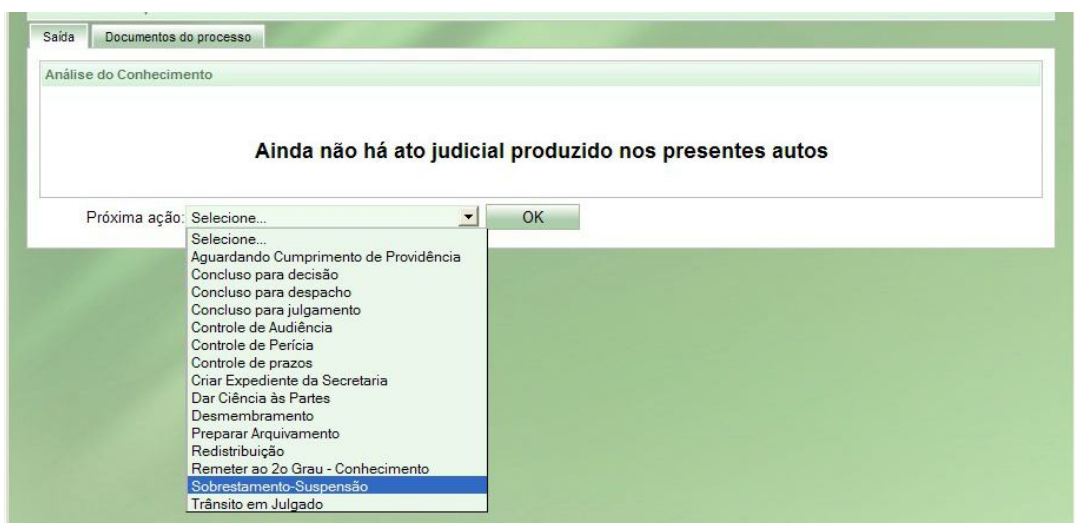 Saída Documentos do processo
Análise do Conhecimento
Ainda não há ato judicial produzido nos presentes autos
Próxima ação: Selecione... OK
Selecione...
Aguardando Cumprimento de Providência
Concluso para decisão
Concluso para despacho
Concluso para julgamento
Controle de Audiência
Controle de Perícia
Controle de prazos
Criar Expediente da Secretaria
Dar Ciência às Partes
Desmembramento
Preparar Arquivamento
Redistribuição
Remeter ao 2o Grau - Conhecimento
Sobrestamento-Suspensão
Trânsito em Julgado